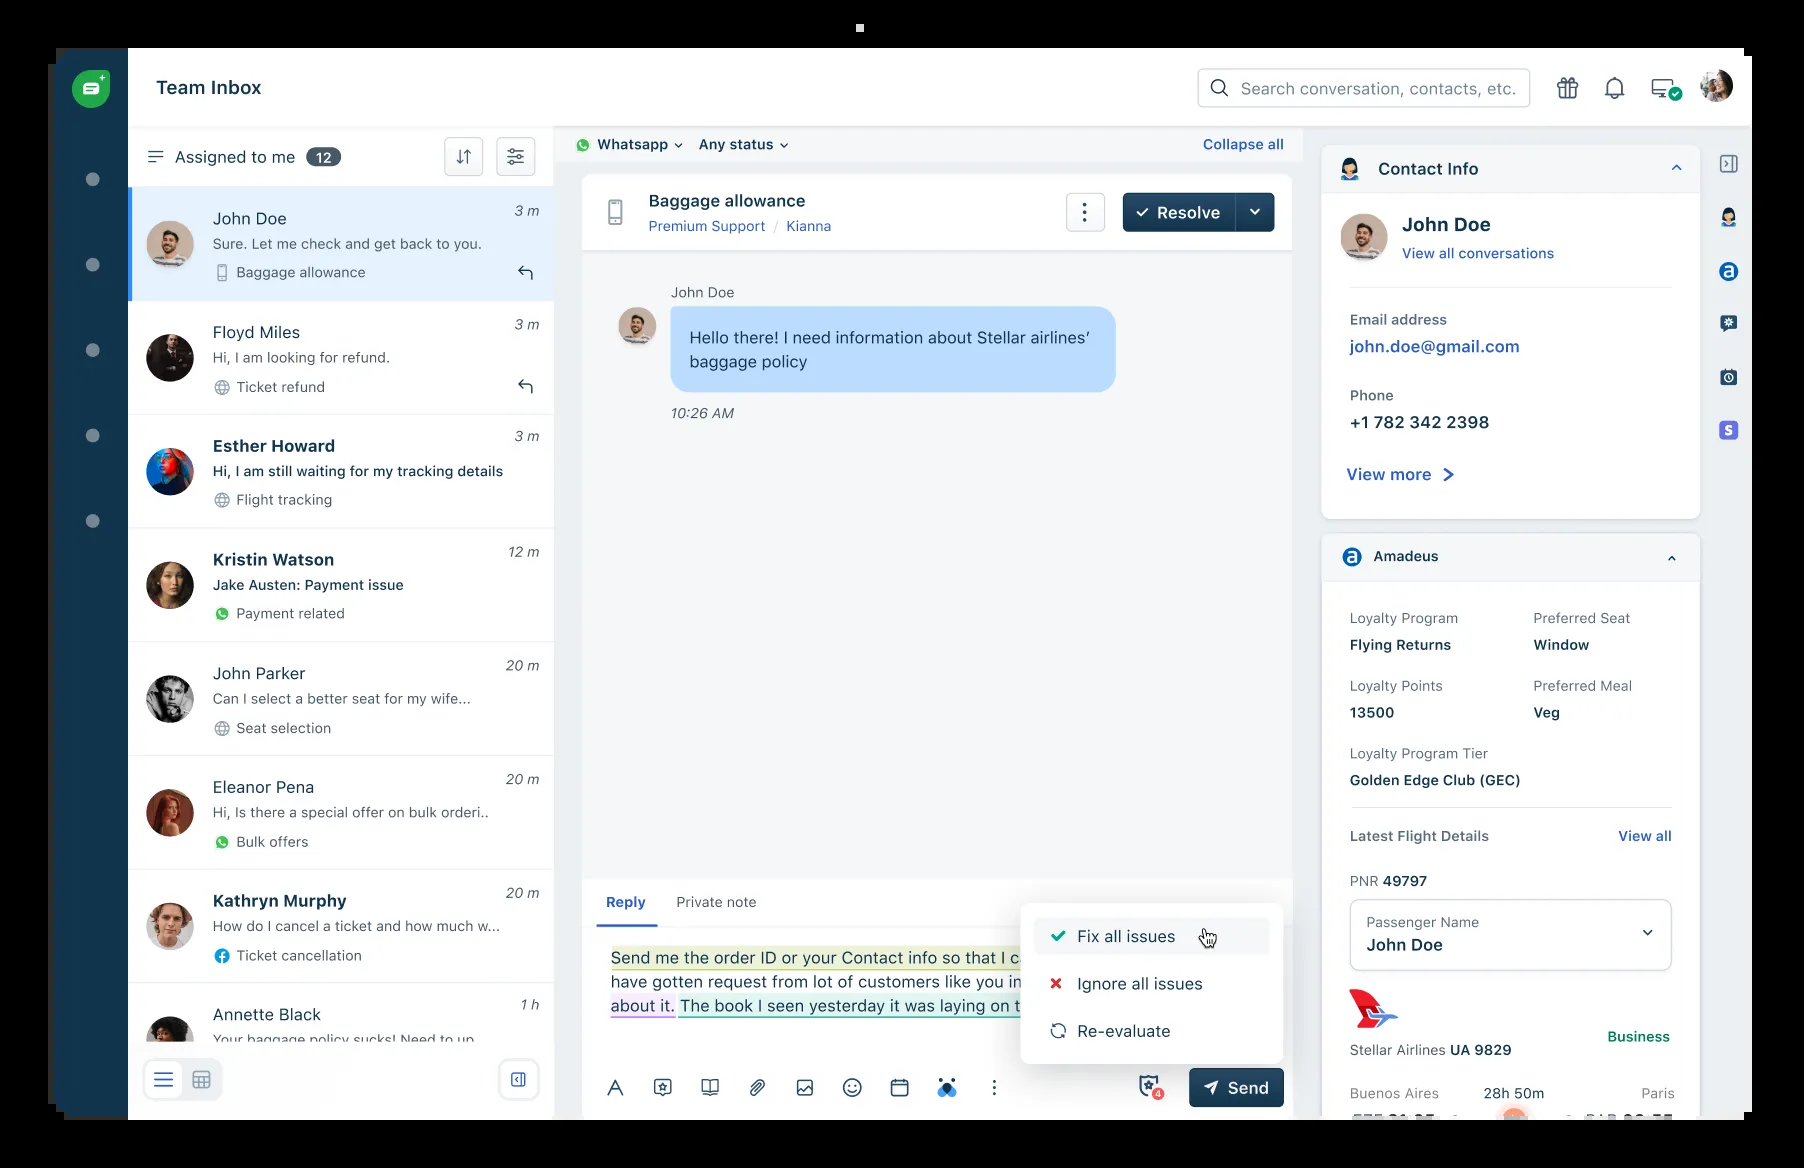 Team Inbox
Search conversation, contacts, etc.
Assigned to me 12
John Doe 3 m
Sure. Let me check and get back to you.
Baggage allowance
Floyd Miles 3 m
Hi, I am looking for refund.
Ticket refund
Esther Howard 3 m
Hi, I am still waiting for my tracking details
Flight tracking
Kristin Watson 12 m
Jake Austen: Payment issue
Payment related
John Parker 20 m
Can I select a better seat for my wife...
Seat selection
Eleanor Pena 20 m
Hi, Is there a special offer on bulk orderi..
Bulk offers
Kathryn Murphy 20 m
How do I cancel a ticket and how much w...
Ticket cancellation
Annette Black 1 h
Your baggage policy sucks! Need to up
Whatsapp Any status Collapse all
Baggage allowance
Premium Support / Kianna
Resolve
John Doe
Hello there! I need information about Stellar airlines’
baggage policy
10:26 AM
Reply Private note
Send me the order ID or your Contact info so that I c
have gotten request from lot of customers like you in
about it. The book I seen yesterday it was laying on t
Fix all issues
Ignore all issues
Re-evaluate
4
Send
Contact Info
John Doe
View all conversations
Email address
john.doe@gmail.com
Phone
+1 782 342 2398
View more
a Amadeus
Loyalty Program Preferred Seat
Flying Returns Window
Loyalty Points Preferred Meal
13500 Veg
Loyalty Program Tier
Golden Edge Club (GEC)
Latest Flight Details View all
PNR 49797
Passenger Name
John Doe
Business
Stellar Airlines UA 9829
Buenos Aires 28h 50m Paris
a
S